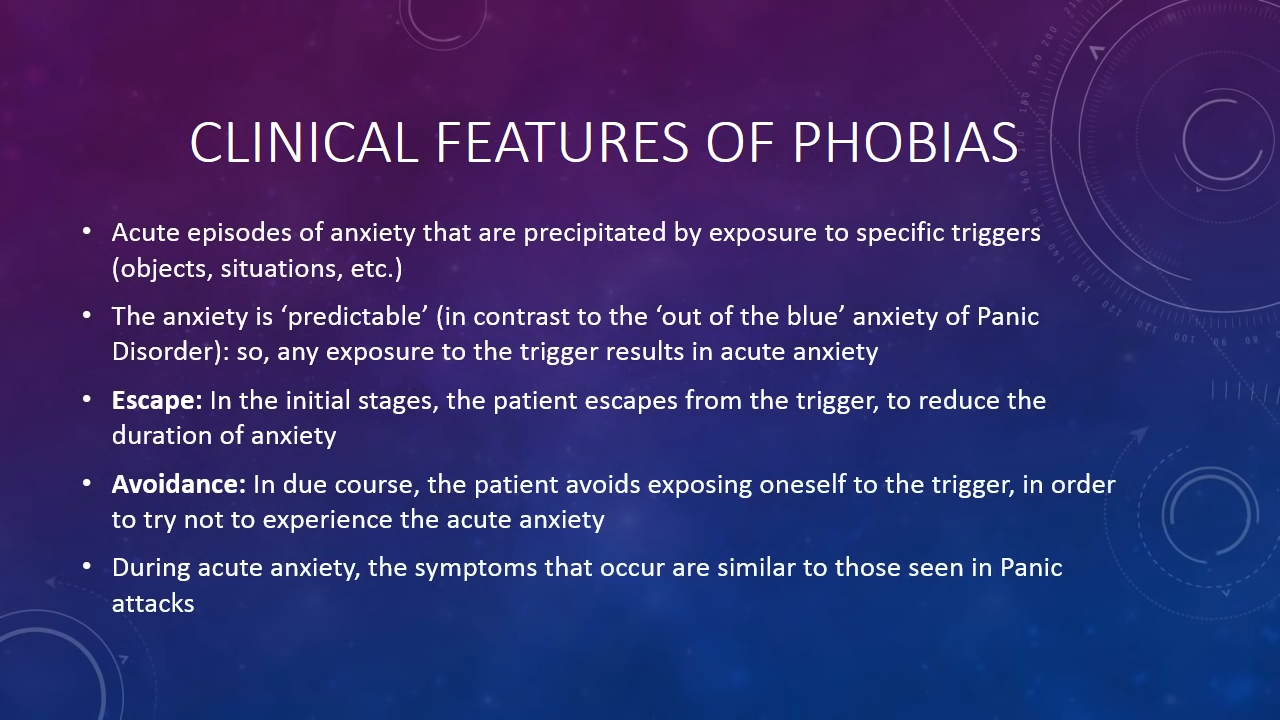 CLINICAL FEATURES OF PHOBIAS
• Acute episodes of anxiety that are precipitated by exposure to specific triggers
(objects, situations, etc.)
• The anxiety is ‘predictable’ (in contrast to the ‘out of the blue’ anxiety of Panic
Disorder): so, any exposure to the trigger results in acute anxiety
• Escape: In the initial stages, the patient escapes from the trigger, to reduce the
duration of anxiety
• Avoidance: In due course, the patient avoids exposing oneself to the trigger, in order
to try not to experience the acute anxiety
• During acute anxiety, the symptoms that occur are similar to those seen in Panic
attacks